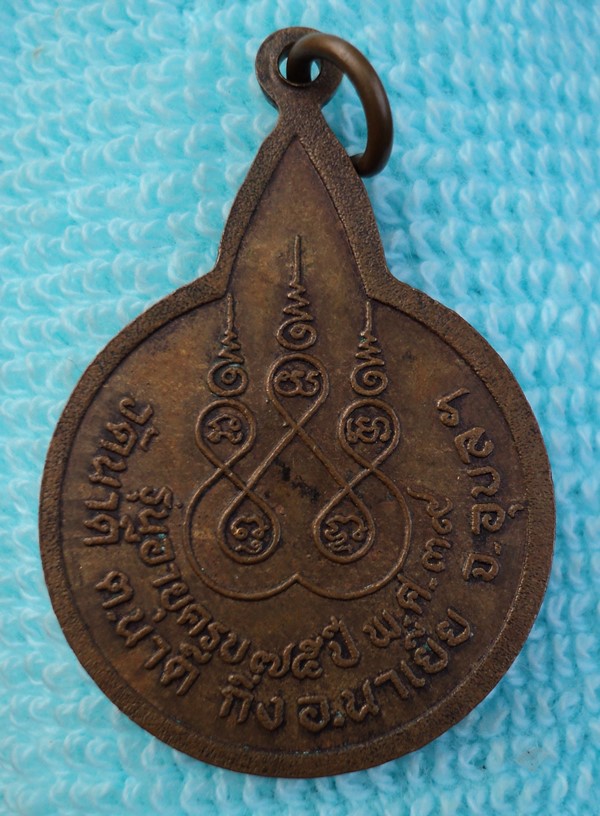 รุ่นอายุครบ๗๕ปี พ.ศ.๓๙
วัดนาดี ต.นาดี กิ่ง อ.นาเยีย จ.อุบลฯ